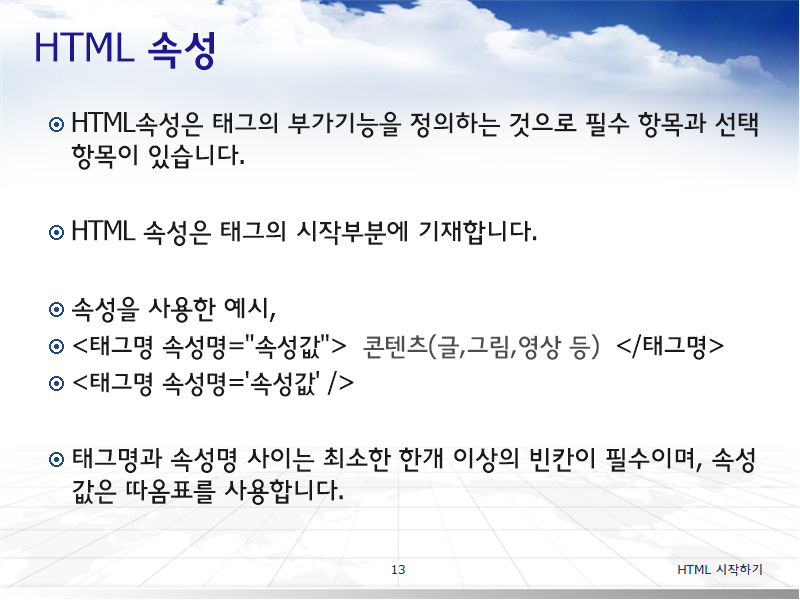 HTML 속성
HTML속성은 태그의 부가기능을 정의하는 것으로 필수 항목과 선택
항목이 있습니다.
HTML 속성은 태그의 시작부분에 기재합니다.
속성을 사용한 예시,
<태그명 속성명="속성값"> 콘텐츠(글,그림,영상 등) </태그명>
<태그명 속성명='속성값' />
태그명과 속성명 사이는 최소한 한개 이상의 빈칸이 필수이며, 속성
값은 따옴표를 사용합니다.
13
HTML 시작하기